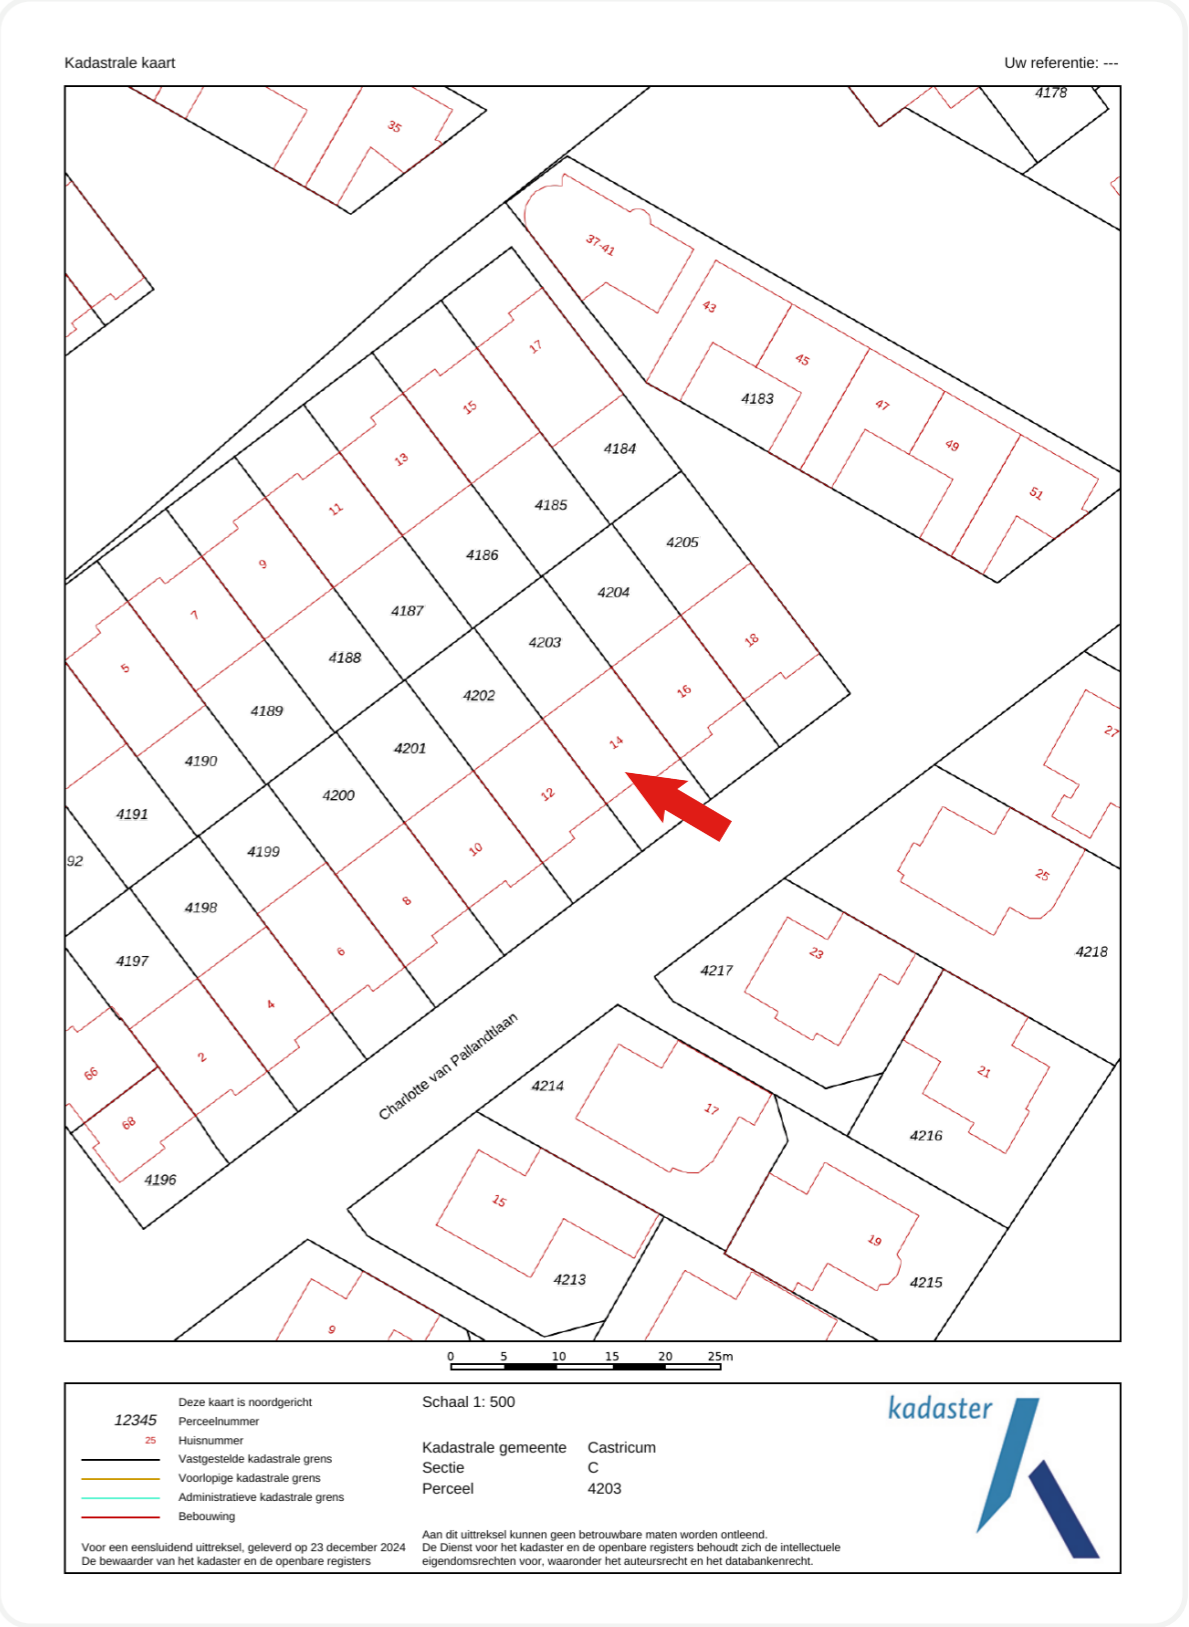 Kadastrale kaart
Uw referentie: ---
4178
35
37-41
43
45
4183
47
49
51
17
15
13
11
9
7
5
4184
4185
4186
4187
4188
4189
4190
4191
92
4205
4204
4203
4202
4201
4200
4199
4198
4197
18
16
14
12
10
8
6
4
2
66
68
4196
Charlotte van Pallandtlaan
27
25
4218
23
4217
21
4216
4214
17
15
4213
19
4215
9
0 5 10 15 20 25m
Deze kaart is noordgericht
12345 Perceelnummer
25 Huisnummer
Vastgestelde kadastrale grens
Voorlopige kadastrale grens
Administratieve kadastrale grens
Bebouwing
Voor een eensluidend uittreksel, geleverd op 23 december 2024
De bewaarder van het kadaster en de openbare registers
Schaal 1: 500
Kadastrale gemeente Castricum
Sectie C
Perceel 4203
Aan dit uittreksel kunnen geen betrouwbare maten worden ontleend.
De Dienst voor het kadaster en de openbare registers behoudt zich de intellectuele
eigendomsrechten voor, waaronder het auteursrecht en het databankenrecht.
kadaster